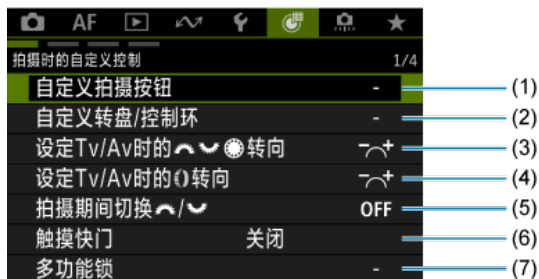 AF
拍摄时的自定义控制 1/4
自定义拍摄按钮 - (1)
自定义转盘/控制环 - (2)
设定Tv/Av时的转向 -+ (3)
设定Tv/Av时的转向 -+ (4)
拍摄期间切换/ OFF (5)
触摸快门 关闭 (6)
多功能锁 - (7)